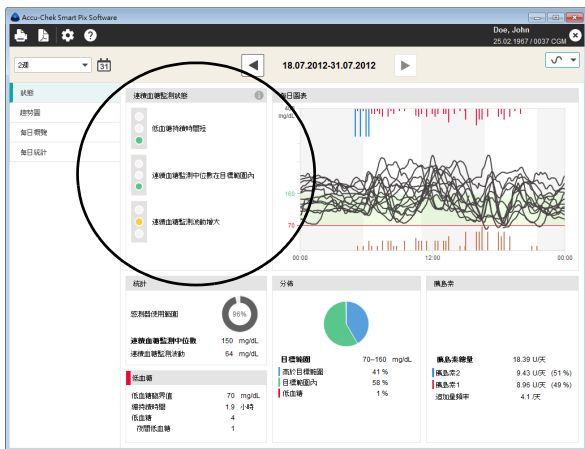 Accu-Chek Smart Pix Software
Doe, John
25.02.1967 / 0037 CGM
2週
31
18.07.2012-31.07.2012
狀態
趨勢圖
每日概覽
每日統計
連續血糖監測狀態
低血糖持續時間短
連續血糖監測中位數在目標範圍內
連續血糖監測波動增大
每日圖表
mg/dL
160
70
00:00
12:00
00:00
統計
感測器使用範圍
96%
連續血糖監測中位數 150 mg/dL
連續血糖監測波動 64 mg/dL
低血糖
低血糖臨界值 70 mg/dL
總持續時間 1.9 小時
低血糖 4
夜間低血糖 1
分佈
目標範圍 70–160 mg/dL
高於目標範圍 41 %
目標範圍內 58 %
低血糖 1 %
胰島素
胰島素總量 18.39 U/天
胰島素2 9.43 U/天 (51 %)
胰島素1 8.96 U/天 (49 %)
追加量頻率 4.1 /天